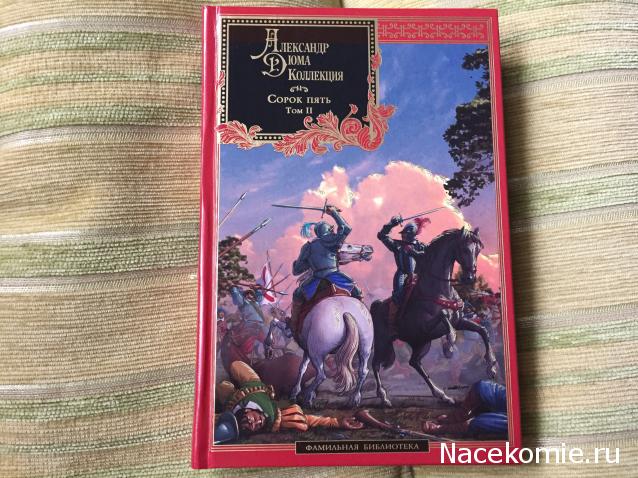 Александр
Дюма
Коллекция
Сорок пять
Том II
Фамильная библиотека
Nacekomie.ru